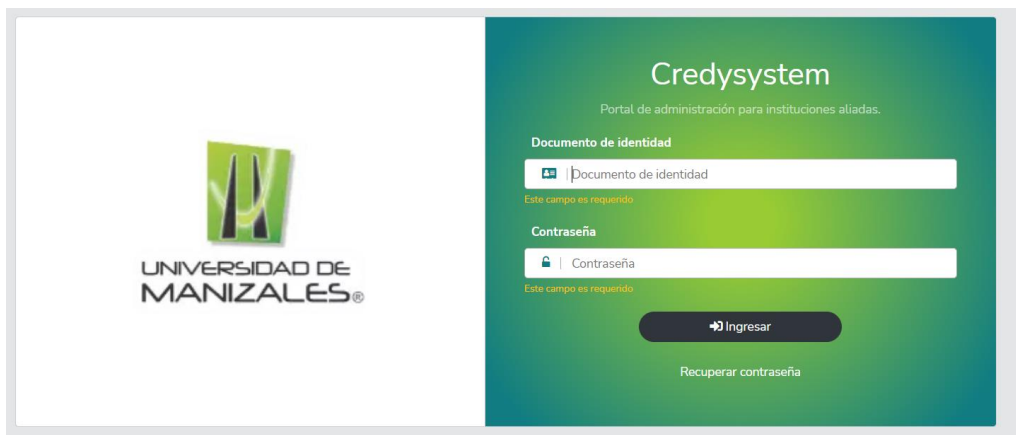 UNIVERSIDAD DE
MANIZALES®
Credysystem
Portal de administración para instituciones aliadas.
Documento de identidad
Documento de identidad
Este campo es requerido
Contraseña
Contraseña
Este campo es requerido
Ingresar
Recuperar contraseña